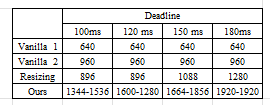 Deadline
100ms 120 ms 150 ms 180ms
Vanilla 1 640 640 640 640
Vanilla 2 960 960 960 960
Resizing 896 896 1088 1280
Ours 1344-1536 1600-1280 1664-1856 1920-1920